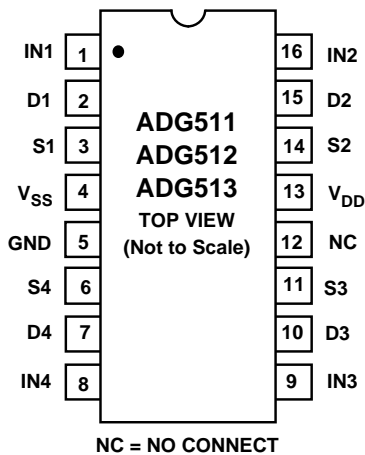 IN1 1 16 IN2
D1 2 15 D2
S1 3 14 S2
VSS 4 13 VDD
GND 5 12 NC
S4 6 11 S3
D4 7 10 D3
IN4 8 9 IN3
ADG511
ADG512
ADG513
TOP VIEW
(Not to Scale)
NC = NO CONNECT